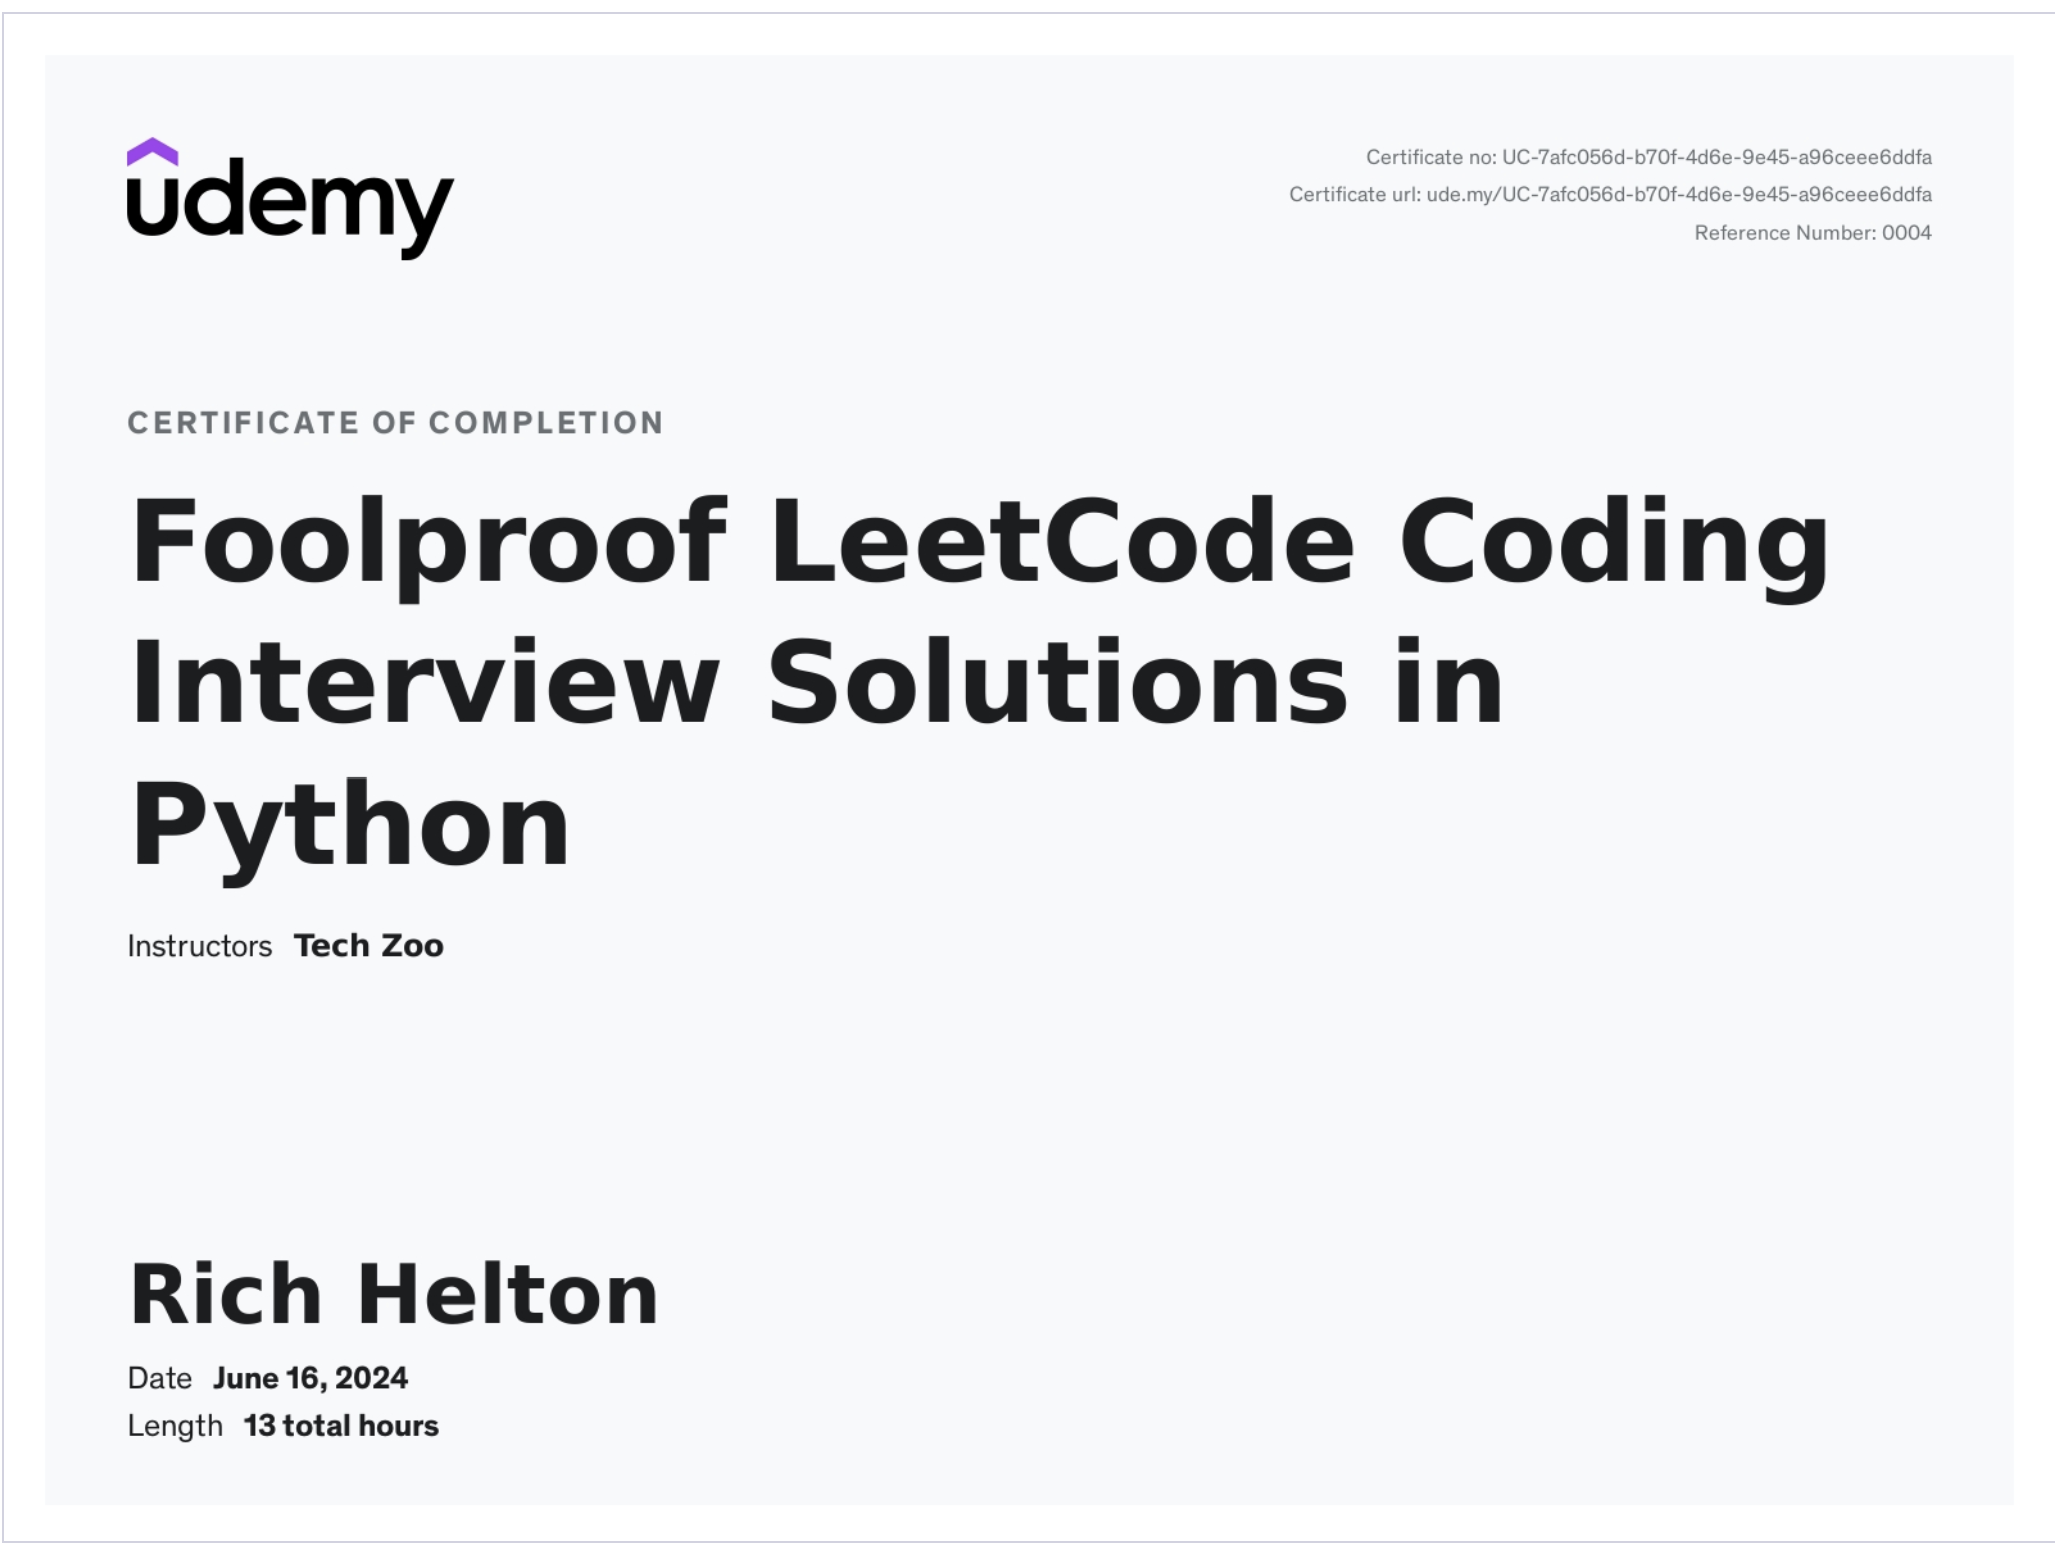 udemy
Certificate no: UC-7afc056d-b70f-4d6e-9e45-a96ceee6ddfa
Certificate url: ude.my/UC-7afc056d-b70f-4d6e-9e45-a96ceee6ddfa
Reference Number: 0004
CERTIFICATE OF COMPLETION
Foolproof LeetCode Coding
Interview Solutions in
Python
Instructors Tech Zoo
Rich Helton
Date June 16, 2024
Length 13 total hours